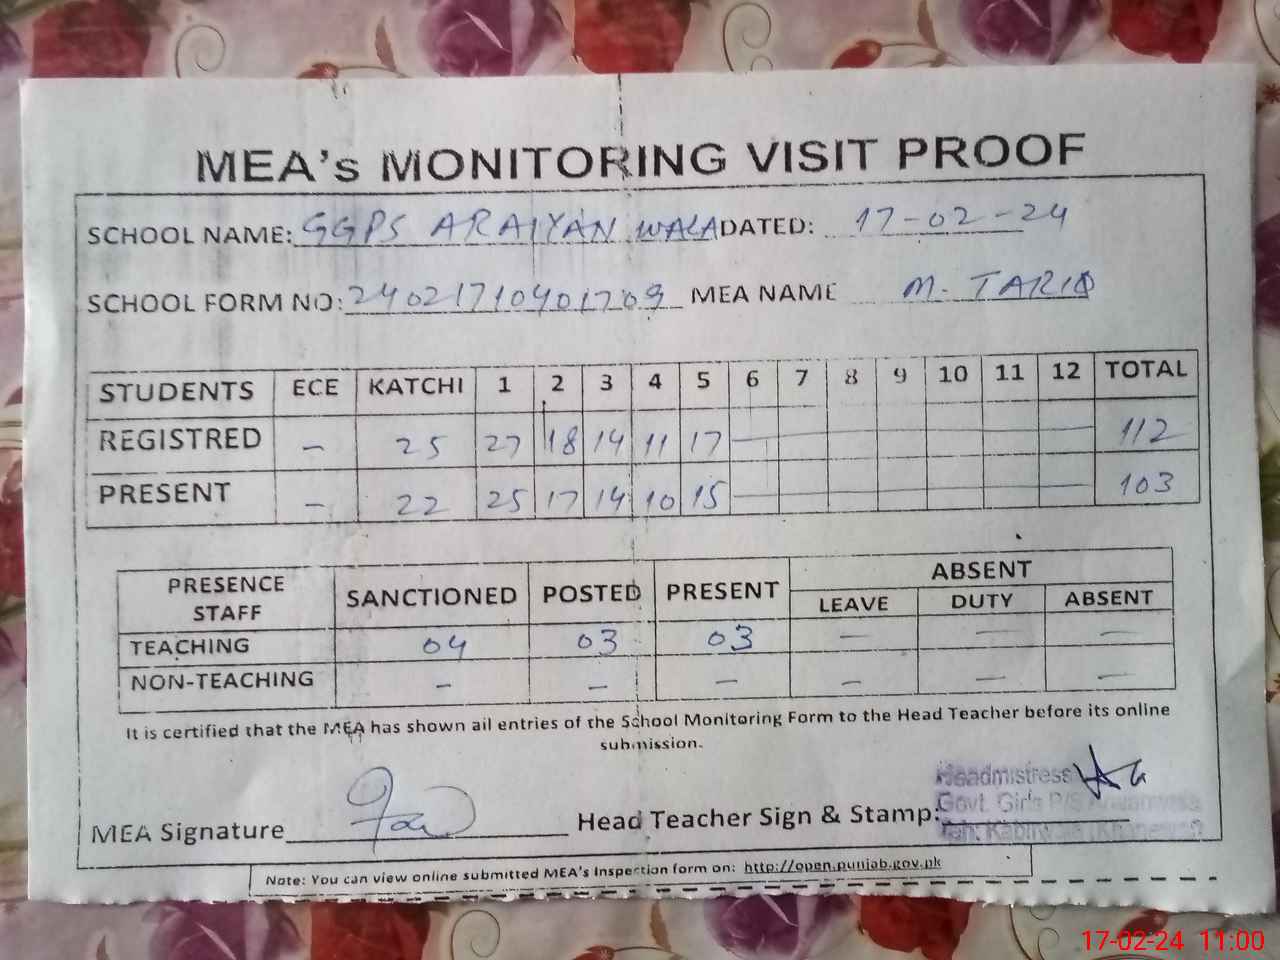 MEA's MONITORING VISIT PROOF
SCHOOL NAME: GGPS ARAIYAN WALA DATED: 17-02-24
SCHOOL FORM NO: 24021710401709 MEA NAME M. TARIQ
STUDENTS ECE KATCHI 1 2 3 4 5 6 7 8 9 10 11 12 TOTAL
REGISTRED - 25 27 18 14 11 17 - 112
PRESENT - 22 25 17 14 10 15 - 103
PRESENCE STAFF SANCTIONED POSTED PRESENT ABSENT
LEAVE DUTY ABSENT
TEACHING 04 03 03 - - -
NON-TEACHING - - - - - -
It is certified that the MEA has shown all entries of the School Monitoring Form to the Head Teacher before its online
submission.
MEA Signature Head Teacher Sign & Stamp:
Headmistress
Govt. Girls P/S
Teh: Kabirwala (Khanewal)
Note: You can view online submitted MEA's Inspection form on: http://open.punjab.gov.pk
17-02-24 11:00